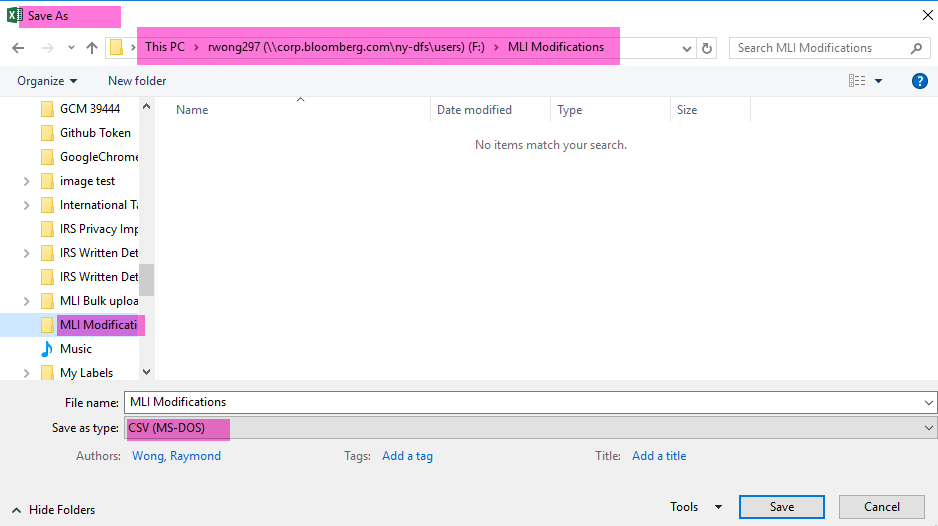 Save As
This PC > rwong297 (\\corp.bloomberg.com\ny-dfs\users) (F:) > MLI Modifications
Search MLI Modifications
Organize New folder
Name Date modified Type Size
No items match your search.
GCM 39444
Github Token
GoogleChrome
image test
International Ta
IRS Privacy Imp
IRS Written Det
IRS Written Det
MLI Bulk uploa
MLI Modificati
Music
My Labels
File name: MLI Modifications
Save as type: CSV (MS-DOS)
Authors: Wong, Raymond Tags: Add a tag Title: Add a title
Hide Folders Tools Save Cancel